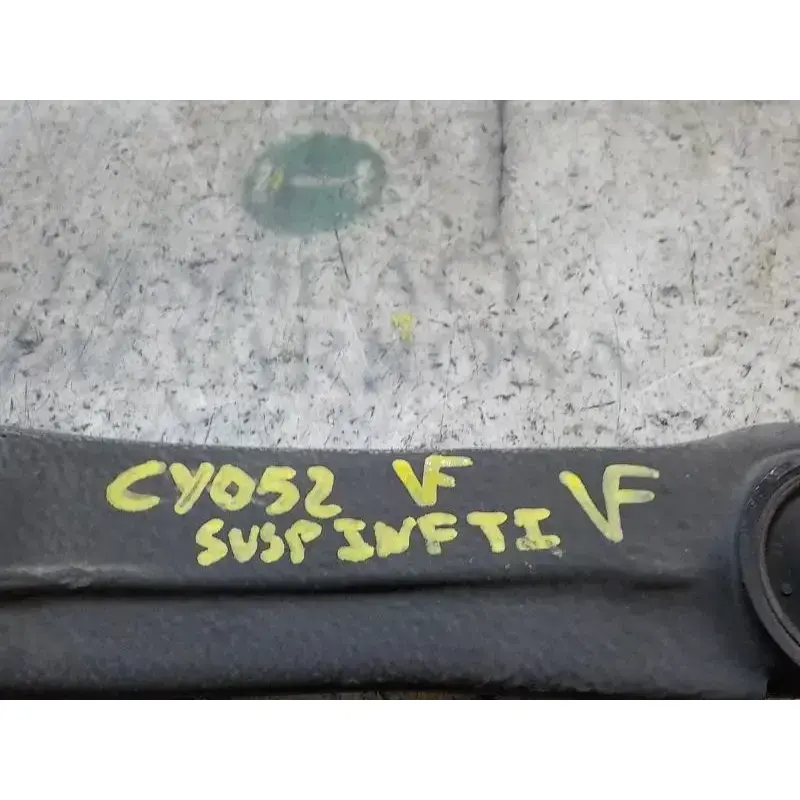 CY052 VF VF
SUSP INF TI